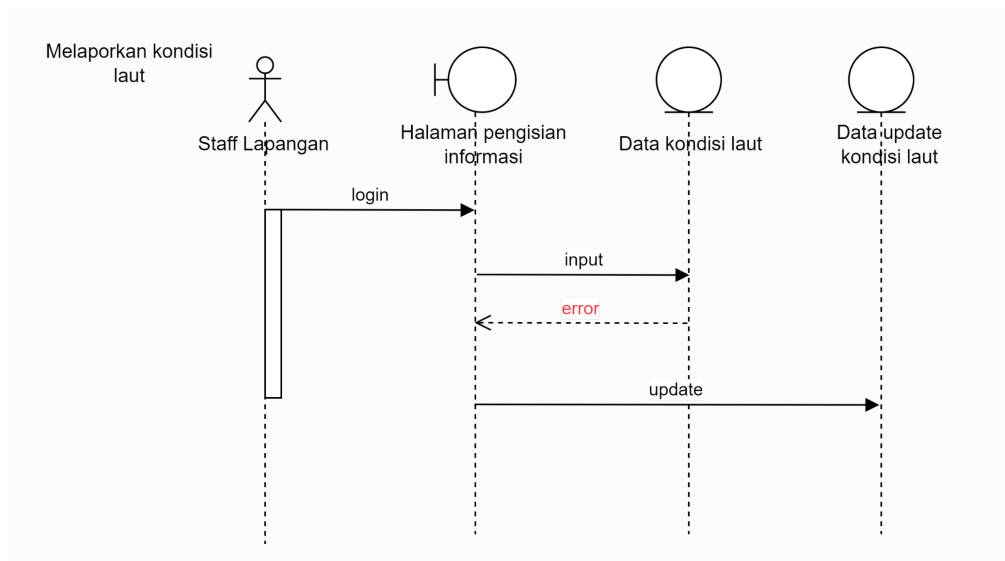 Melaporkan kondisi
laut
Staff Lapangan
Halaman pengisian
informasi
Data kondisi laut
Data update
kondisi laut
login
input
error
update